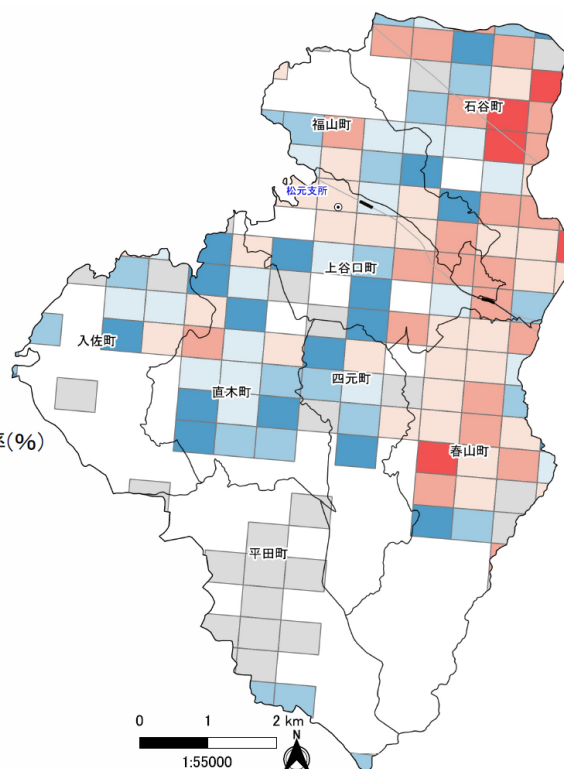 石谷町
福山町
松元支所
上谷口町
入佐町
四元町
直木町
率(%)
春山町
平田町
0 1 2 km
N
1:55000